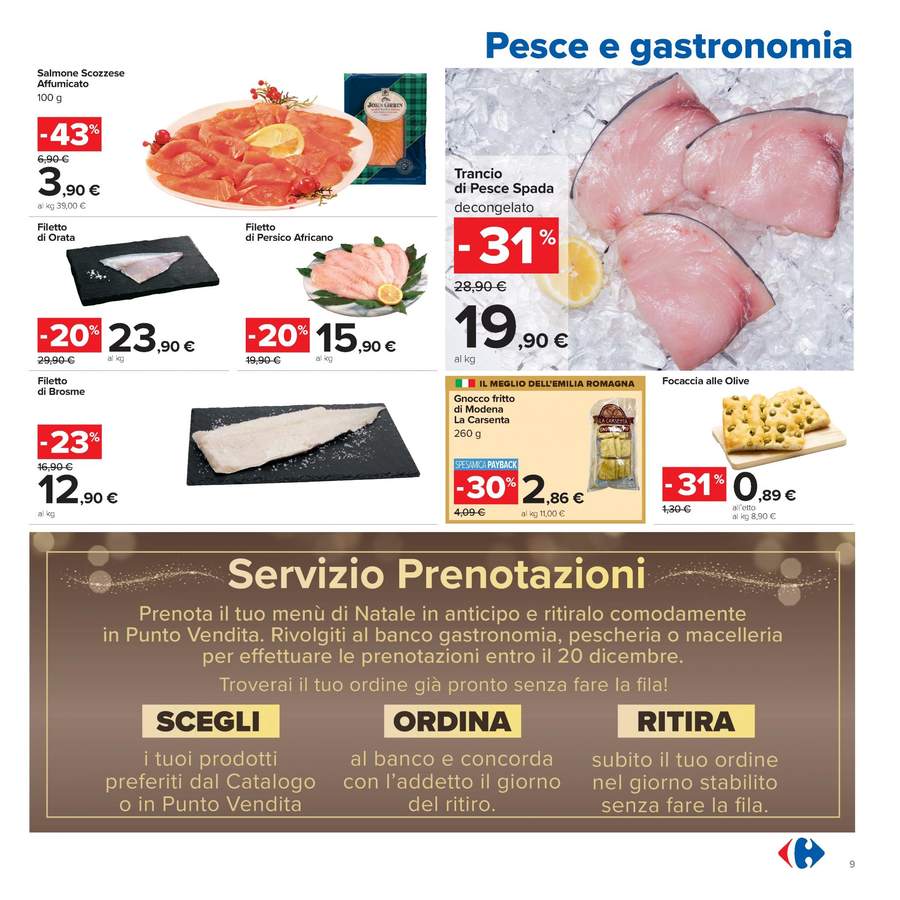 Pesce e gastronomia
Salmone Scozzese
Affumicato
100 g
-43%
6,90 €
3,90 €
al kg 39,00 €
JOHN GREEN
Trancio
di Pesce Spada
decongelato
-31%
28,90 €
19,90 €
al kg
Filetto
di Orata
-20%
29,90 €
23,90 €
al kg
Filetto
di Persico Africano
-20%
19,90 €
15,90 €
al kg
Filetto
di Brosme
-23%
16,90 €
12,90 €
al kg
IL MEGLIO DELL'EMILIA ROMAGNA
Gnocco fritto
di Modena
La Carsenta
260 g
LA CARSENTA
SPESAMICA PAYBACK
-30%
4,09 €
2,86 €
al kg 11,00 €
Focaccia alle Olive
-31%
1,30 €
0,89 €
all'etto
al kg 8,90 €
Servizio Prenotazioni
Prenota il tuo menù di Natale in anticipo e ritiralo comodamente
in Punto Vendita. Rivolgiti al banco gastronomia, pescheria o macelleria
per effettuare le prenotazioni entro il 20 dicembre.
Troverai il tuo ordine già pronto senza fare la fila!
SCEGLI
i tuoi prodotti
preferiti dal Catalogo
o in Punto Vendita
ORDINA
al banco e concorda
con l'addetto il giorno
del ritiro.
RITIRA
subito il tuo ordine
nel giorno stabilito
senza fare la fila.
9